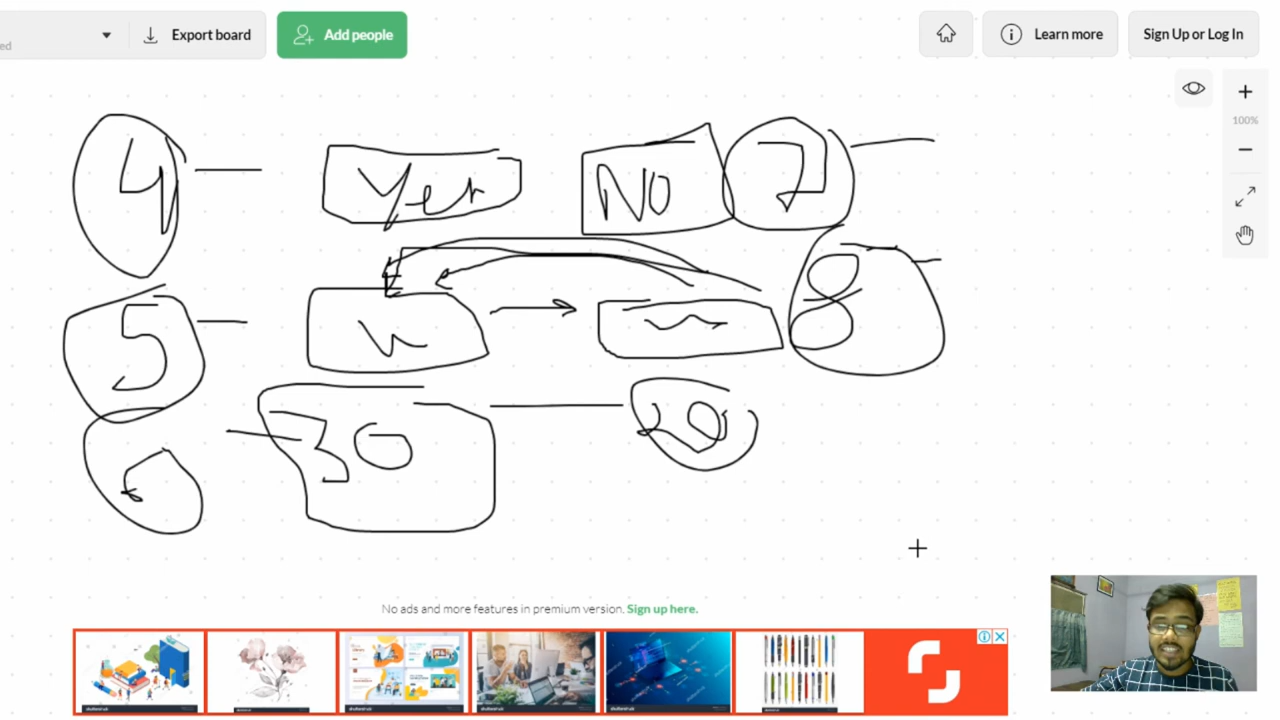 ed Export board Add people Learn more Sign Up or Log In
100%
4 Yes No 7
5 8
6 30 20
No ads and more features in premium version. Sign up here.